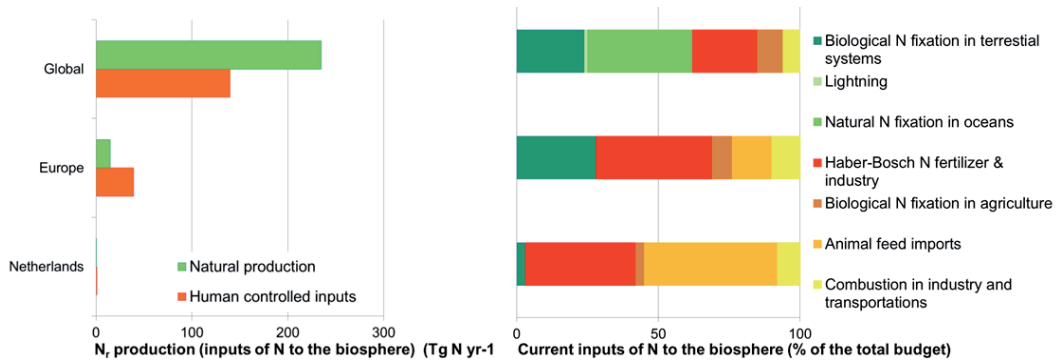 Global
Europe
Netherlands
Natural production
Human controlled inputs
0
100
200
300
N_r production (inputs of N to the biosphere) (Tg N yr-1
0
50
100
Current inputs of N to the biosphere (% of the total budget)
Biological N fixation in terrestial
systems
Lightning
Natural N fixation in oceans
Haber-Bosch N fertilizer &
industry
Biological N fixation in agriculture
Animal feed imports
Combustion in industry and
transportations